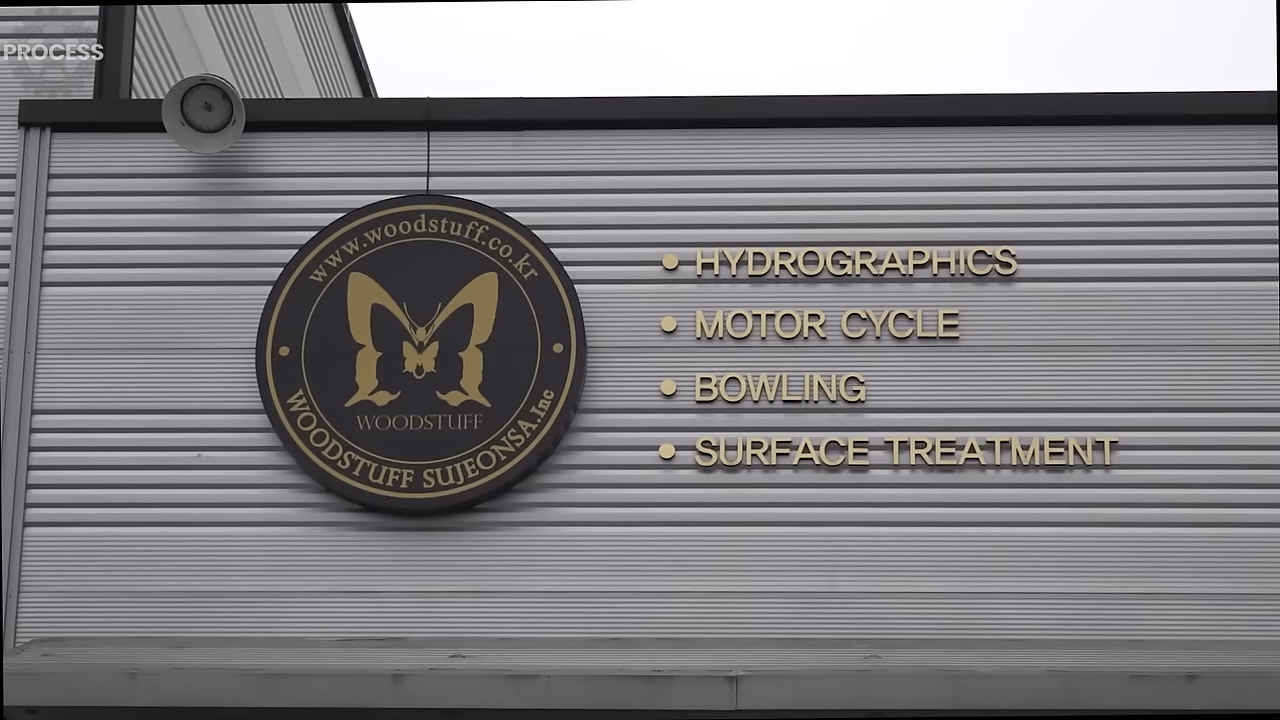 PROCESS
www.woodstuff.co.kr
WOODSTUFF
WOODSTUFF SUJEONSA.Inc
• HYDROGRAPHICS
• MOTOR CYCLE
• BOWLING
• SURFACE TREATMENT